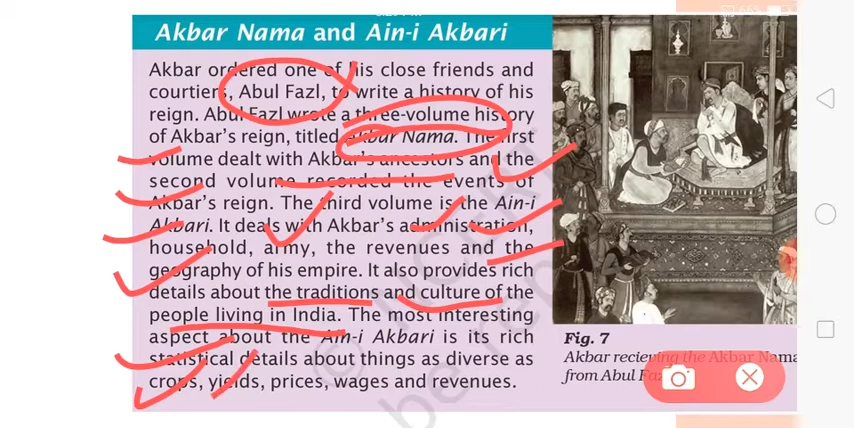 66%
Akbar Nama and Ain-i Akbari
Akbar ordered one of his close friends and
courtiers, Abul Fazl, to write a history of his
reign. Abul Fazl wrote a three-volume history
of Akbar's reign, titled Akbar Nama. The first
volume dealt with Akbar's ancestors and the
second volume recorded the events of
Akbar's reign. The third volume is the Ain-i
Akbari. It deals with Akbar's administration,
household, army, the revenues and the
geography of his empire. It also provides rich
details about the traditions and culture of the
people living in India. The most interesting
aspect about the Ain-i Akbari is its rich
statistical details about things as diverse as
crops, yields, prices, wages and revenues.
Fig. 7
Akbar recieving the Akbar Nama
from Abul